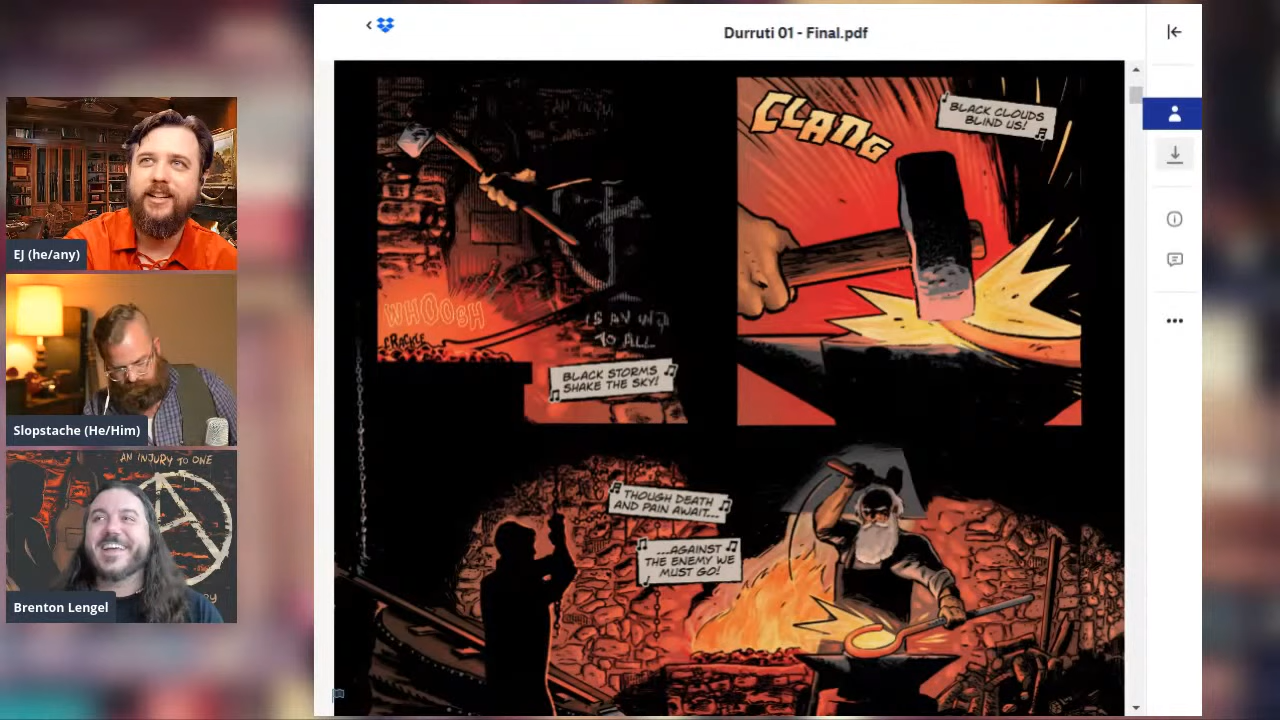 Durruti 01 - Final.pdf
EJ (he/any)
Slopstache (He/Him)
AN INJURY TO ONE
Brenton Lengel
WHOOSH
CRACKLE
TO ALL
BLACK STORMS
SHAKE THE SKY!
CLANG
BLACK CLOUDS
BLIND US!
THOUGH DEATH
AND PAIN AWAIT...
...AGAINST
THE ENEMY WE
MUST GO!